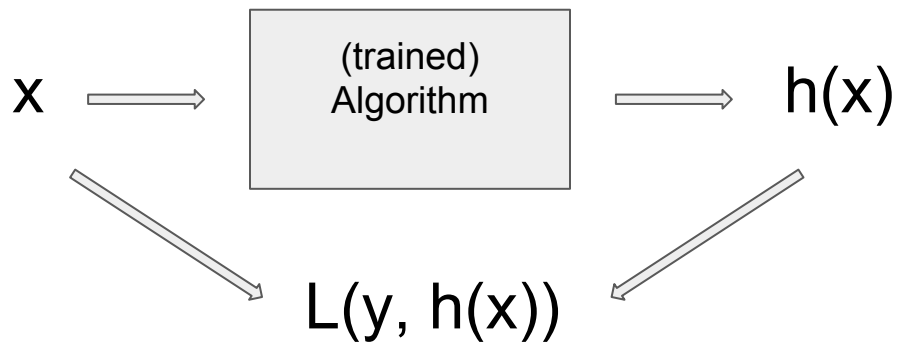 (trained)
Algorithm
x
h(x)
L(y, h(x))